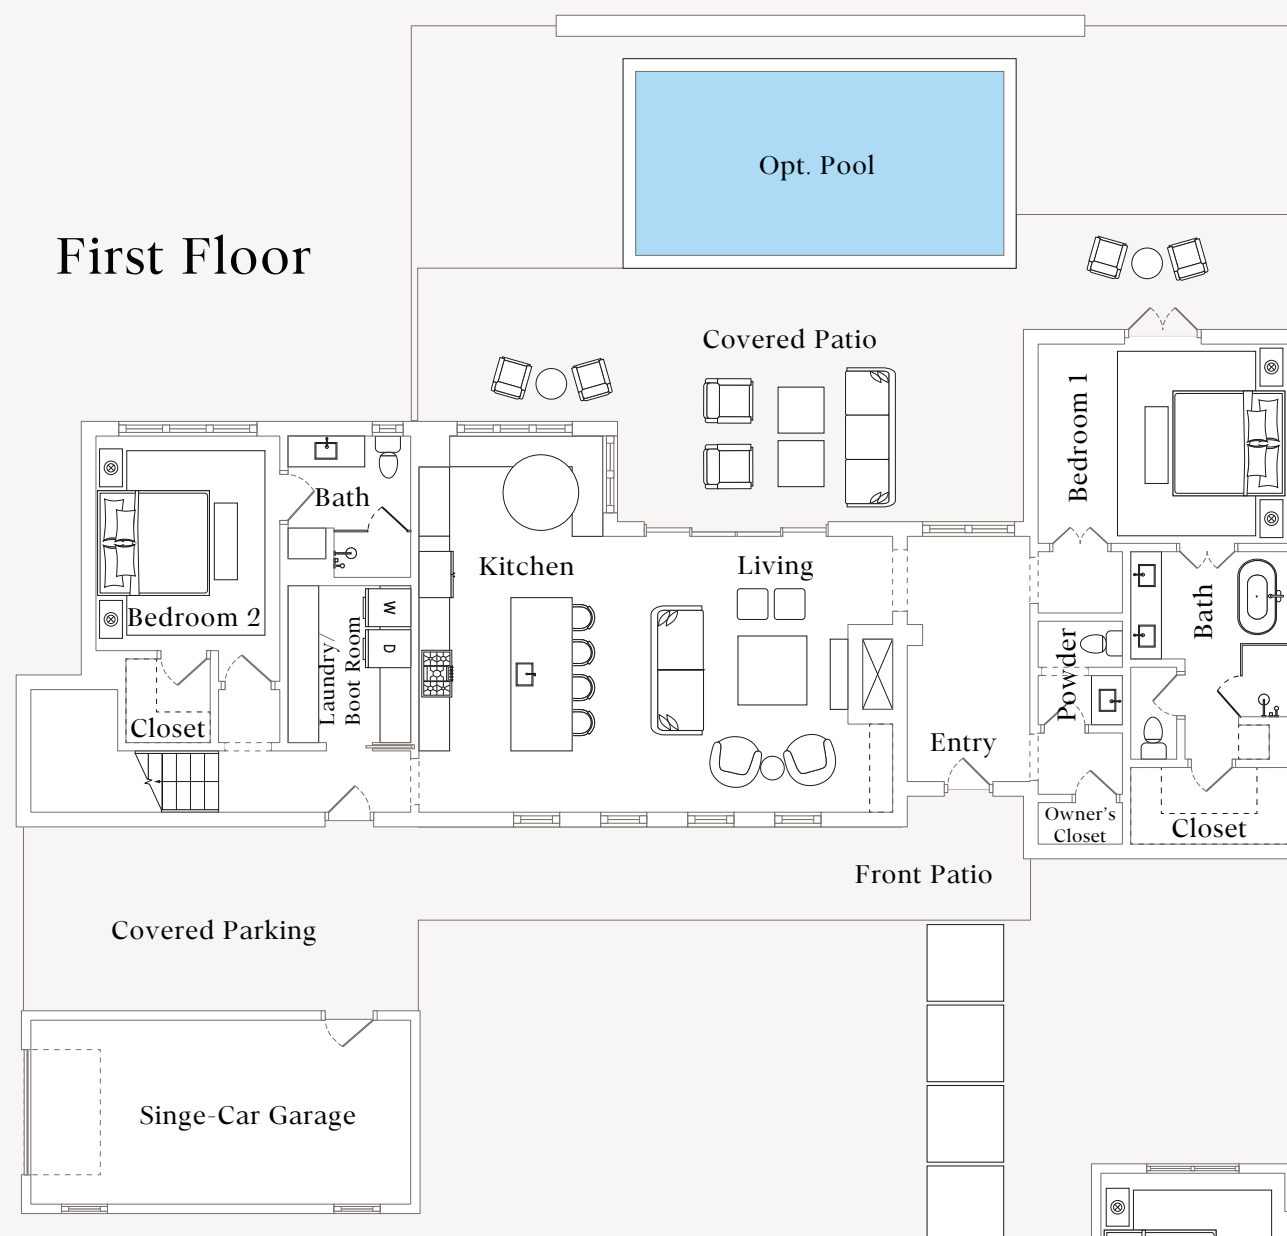 Opt. Pool
First Floor
Covered Patio
Bedroom 1
Bath
Kitchen
Living
Bedroom 2
W
D
Laundry/
Boot Room
Bath
Powder
Closet
Entry
Owner's
Closet
Closet
Front Patio
Covered Parking
Singe-Car Garage